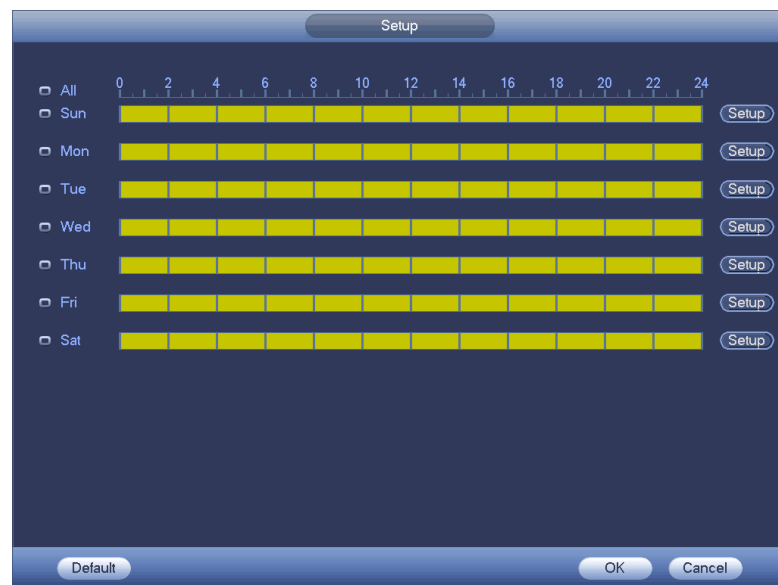 Setup
All 0 2 4 6 8 10 12 14 16 18 20 22 24
Sun Setup
Mon Setup
Tue Setup
Wed Setup
Thu Setup
Fri Setup
Sat Setup
Default OK Cancel